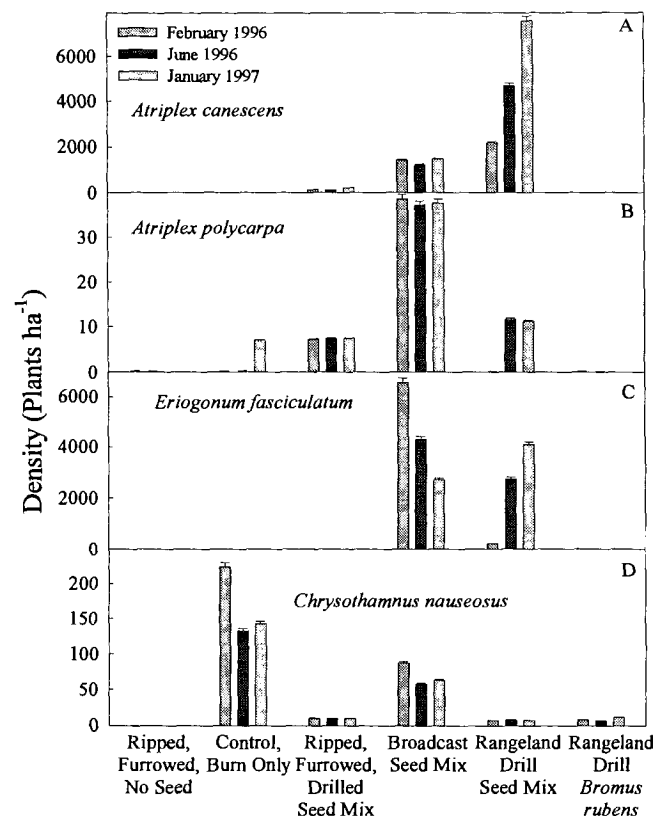 February 1996
June 1996
January 1997
A
Atriplex canescens
6000
4000
2000
0
B
Atriplex polycarpa
30
20
10
0
C
Eriogonum fasciculatum
6000
4000
2000
0
D
Chrysothamnus nauseosus
200
150
100
50
0
Density (Plants ha⁻¹)
Ripped,
Furrowed,
No Seed
Control,
Burn Only
Ripped,
Furrowed,
Drilled
Seed Mix
Broadcast
Seed Mix
Rangeland
Drill
Seed Mix
Rangeland
Drill
Bromus
rubens